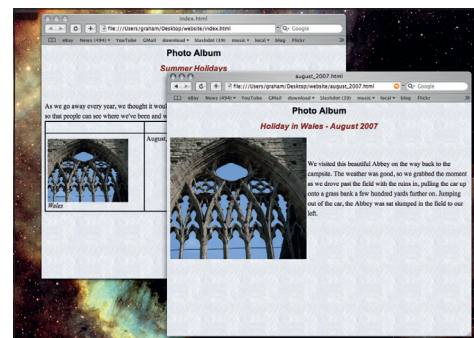 index.html
file:///Users/graham/Desktop/website/index.html
Google
eBay News (494) YouTube GMail download Slashdot (39) music local blog Flickr
Photo Album
Summer Holidays
As we go away every year, we thought it woul
so that people can see where we've been and w
August,
Wales
august_2007.html
file:///Users/graham/Desktop/website/august_2007.html
Google
eBay News (494) YouTube GMail download Slashdot (39) music local blog Flickr
Photo Album
Holiday in Wales - August 2007
We visited this beautiful Abbey on the way back to the
campsite. The weather was good, so we grabbed the moment
as we drove past the field with the ruins in, pulling the car up
onto a grass bank a few hundred yards further on. Jumping
out of the car, the Abbey was sat slumped in the field to our
left.